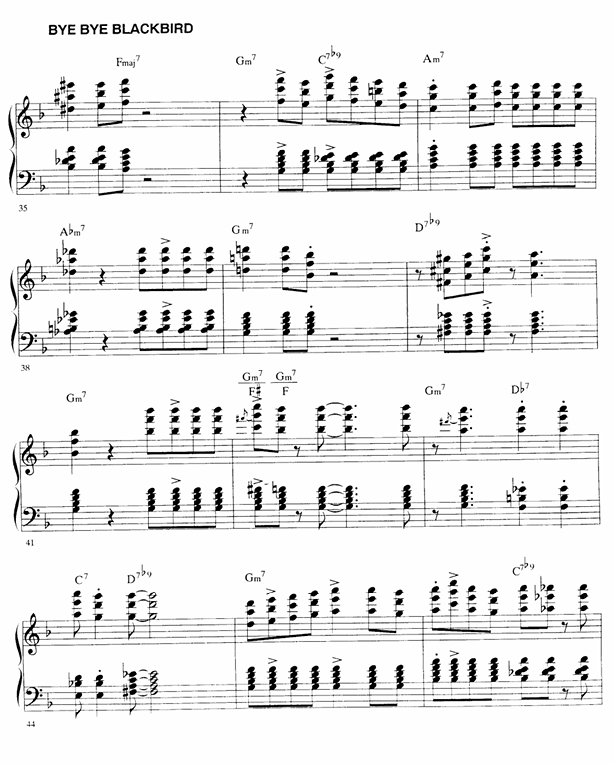 BYE BYE BLACKBIRD
Fmaj7 Gm7 C7♭9 Am7
35
A♭m7 Gm7 D7♭9
38
Gm7 Gm7/F♯ Gm7/F Gm7 D♭7
41
C7 D7♭9 Gm7 C7♭9
44